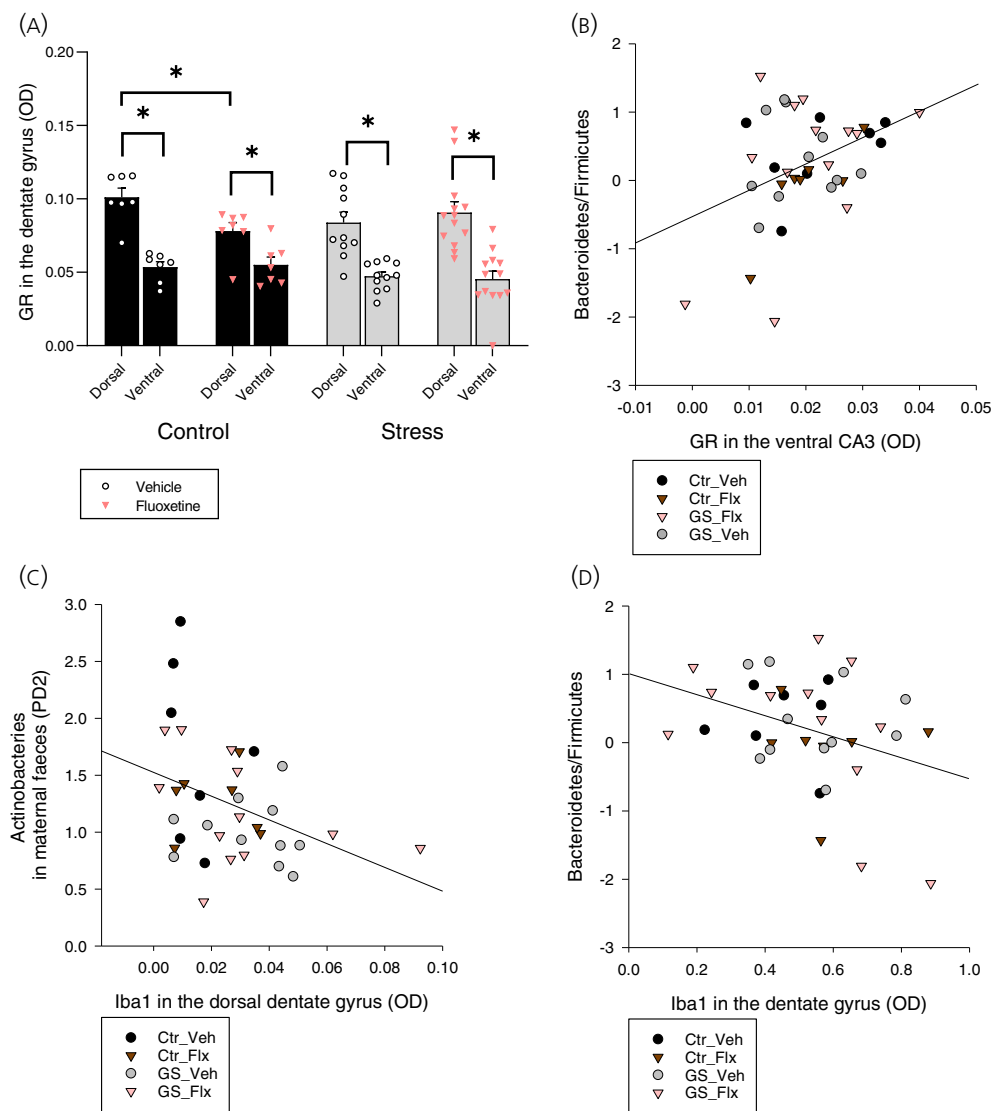 (A)
GR in the dentate gyrus (OD)
0.20
0.15
0.10
0.05
0.00
*
*
*
*
*
Dorsal
Ventral
Dorsal
Ventral
Dorsal
Ventral
Dorsal
Ventral
Control
Stress
Vehicle
Fluoxetine
(B)
Bacteroidetes/Firmicutes
2
1
0
-1
-2
-3
-0.01 0.00 0.01 0.02 0.03 0.04 0.05
GR in the ventral CA3 (OD)
Ctr_Veh
Ctr_Flx
GS_Flx
GS_Veh
(C)
Actinobacteries
in maternal faeces (PD2)
3.0
2.5
2.0
1.5
1.0
0.5
0.0
0.00 0.02 0.04 0.06 0.08 0.10
Iba1 in the dorsal dentate gyrus (OD)
Ctr_Veh
Ctr_Flx
GS_Veh
GS_Flx
(D)
Bacteroidetes/Firmicutes
2
1
0
-1
-2
-3
0.0 0.2 0.4 0.6 0.8 1.0
Iba1 in the dentate gyrus (OD)
Ctr_Veh
Ctr_Flx
GS_Veh
GS_Flx